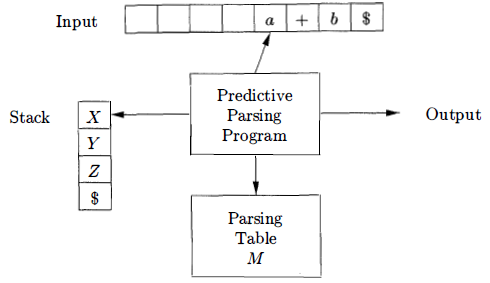 Input
a + b $
Predictive
Parsing
Program
Stack
X
Y
Z
$
Output
Parsing
Table
M